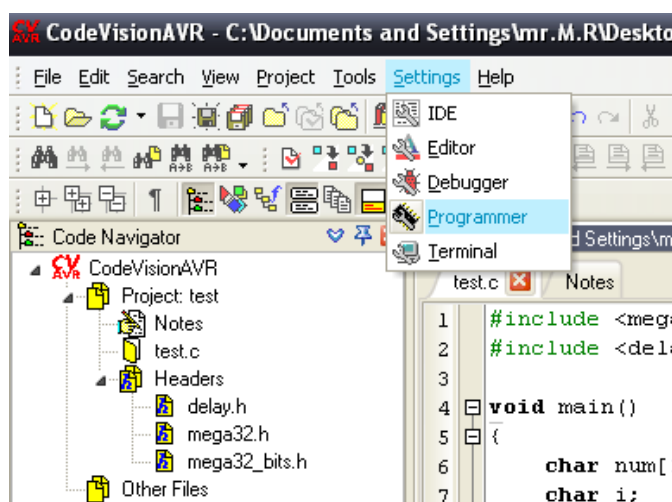 CodeVisionAVR - C:\Documents and Settings\mr.M.R\Deskto
File Edit Search View Project Tools Settings Help
IDE
Editor
Debugger
Programmer
Terminal
Code Navigator
d Settings\m
CodeVisionAVR
Project: test
Notes
test.c
Headers
delay.h
mega32.h
mega32_bits.h
Other Files
test.c Notes
1 #include <mega
2 #include <dela
3
4 void main()
5 {
6 char num[
7 char i;